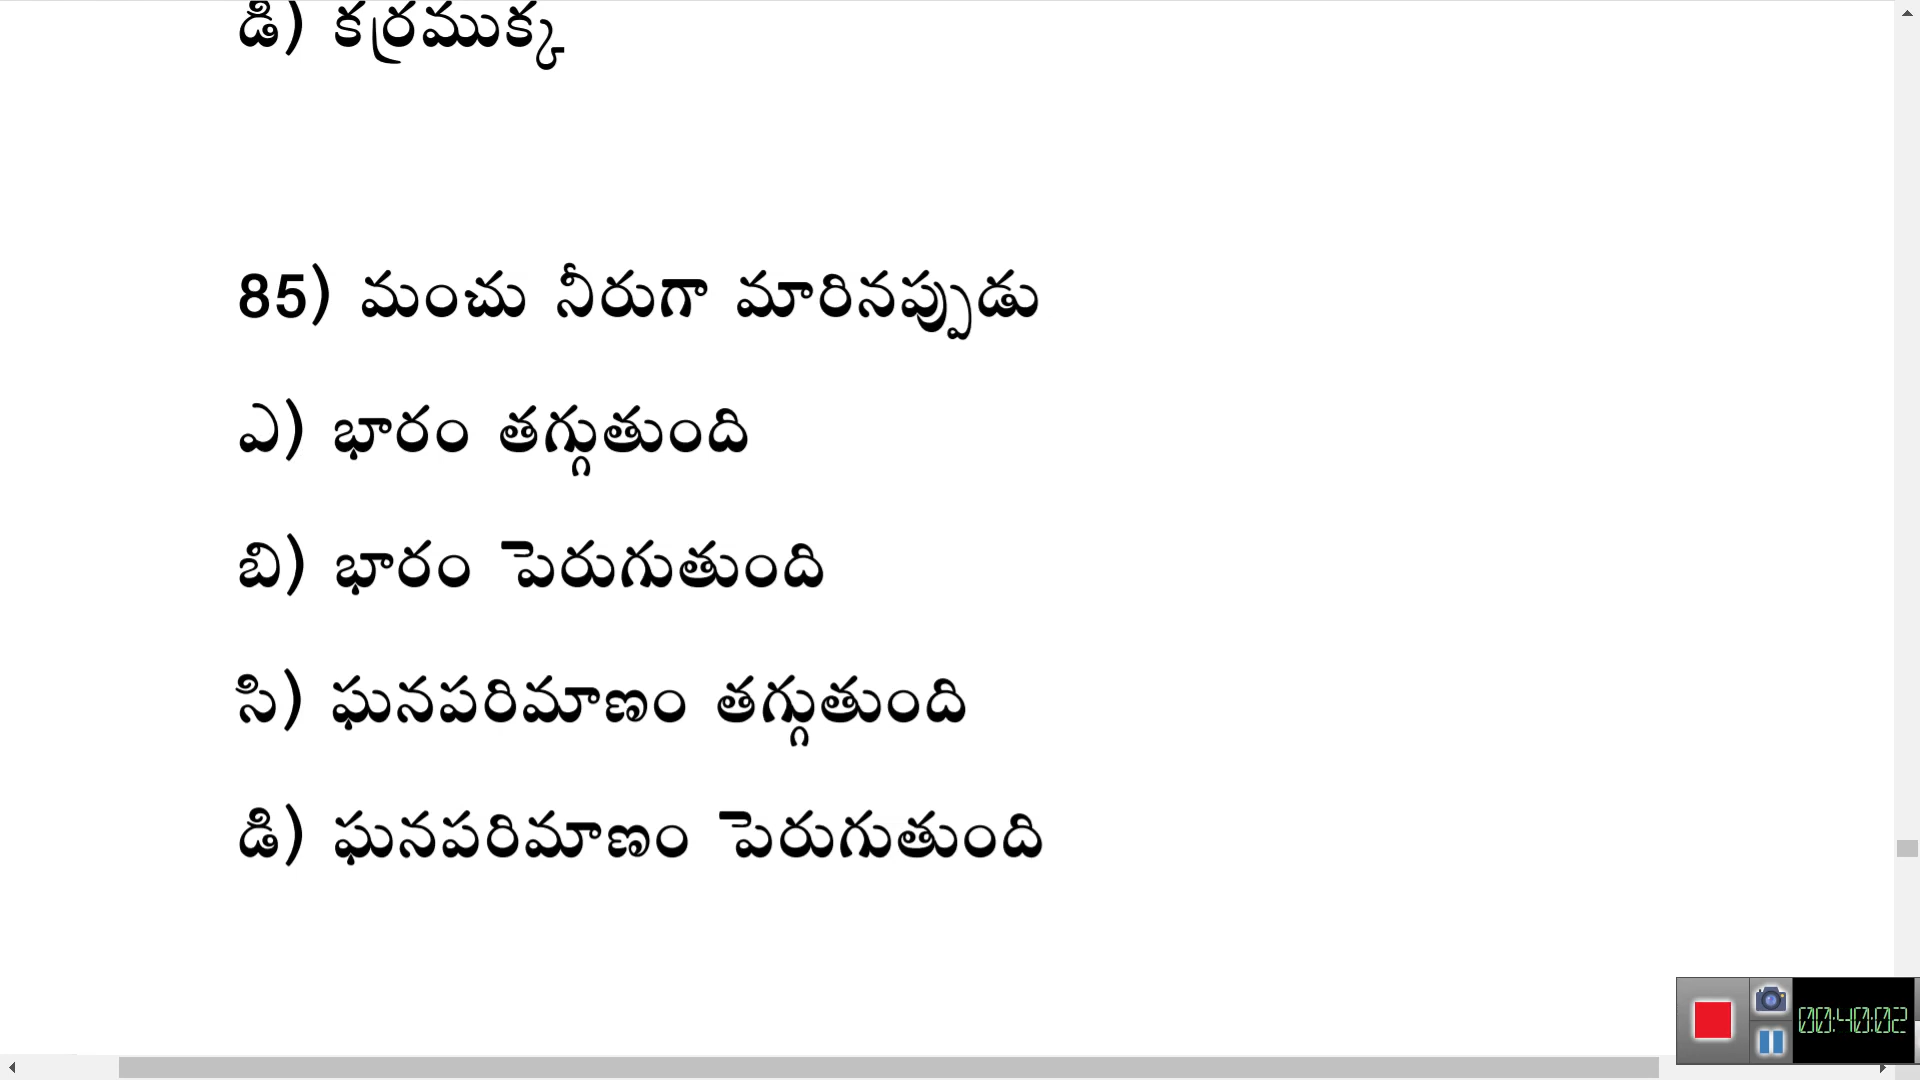 డి) కర్రముక్క
85) మంచు నీరుగా మారినప్పుడు
ఎ) భారం తగ్గుతుంది
బి) భారం పెరుగుతుంది
సి) ఘనపరిమాణం తగ్గుతుంది
డి) ఘనపరిమాణం పెరుగుతుంది
00:40:02